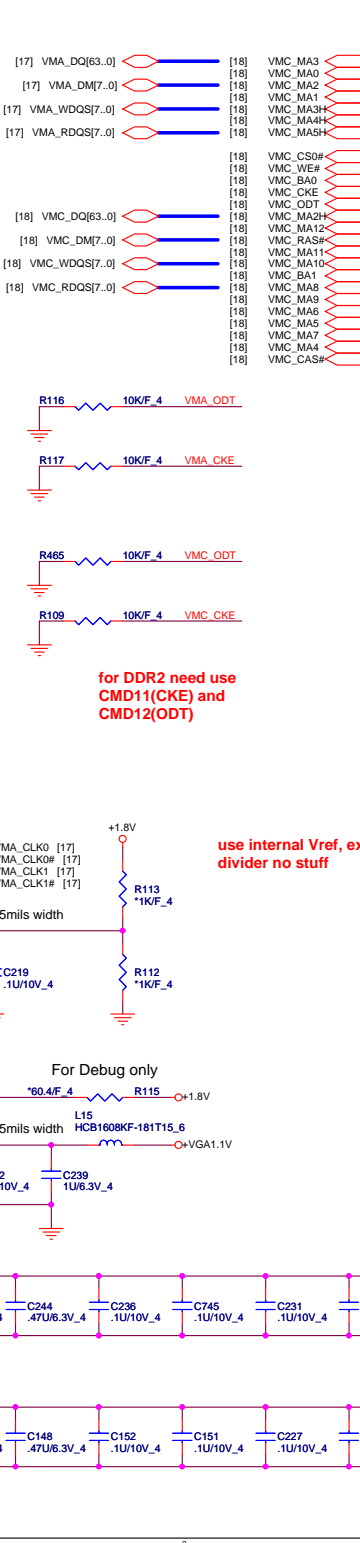 [17] VMA_DQ[63..0]
[17] VMA_DM[7..0]
[17] VMA_WDQS[7..0]
[17] VMA_RDQS[7..0]
[18] VMC_DQ[63..0]
[18] VMC_DM[7..0]
[18] VMC_WDQS[7..0]
[18] VMC_RDQS[7..0]
[18] VMC_MA3
[18] VMC_MA0
[18] VMC_MA2
[18] VMC_MA1
[18] VMC_MA3H
[18] VMC_MA4H
[18] VMC_MA5H
[18] VMC_CS0#
[18] VMC_WE#
[18] VMC_BA0
[18] VMC_CKE
[18] VMC_ODT
[18] VMC_MA2H
[18] VMC_MA12
[18] VMC_RAS#
[18] VMC_MA11
[18] VMC_MA10
[18] VMC_BA1
[18] VMC_MA8
[18] VMC_MA9
[18] VMC_MA6
[18] VMC_MA5
[18] VMC_MA7
[18] VMC_MA4
[18] VMC_CAS#
R116 10K/F_4 VMA_ODT
R117 10K/F_4 VMA_CKE
R465 10K/F_4 VMC_ODT
R109 10K/F_4 VMC_CKE
for DDR2 need use
CMD11(CKE) and
CMD12(ODT)
+1.8V
MA_CLK0 [17]
MA_CLK0# [17]
MA_CLK1 [17]
MA_CLK1# [17]
use internal Vref, ex
divider no stuff
R113
*1K/F_4
5mils width
C219
.1U/10V_4
R112
*1K/F_4
For Debug only
*60.4/F_4 R115 +1.8V
L15
5mils width HCB1608KF-181T15_6
+VGA1.1V
2
10V_4
C239
1U/6.3V_4
4
C244
.47U/6.3V_4
C236
.1U/10V_4
C745
.1U/10V_4
C231
.1U/10V_4
4
C148
.47U/6.3V_4
C152
.1U/10V_4
C151
.1U/10V_4
C227
.1U/10V_4